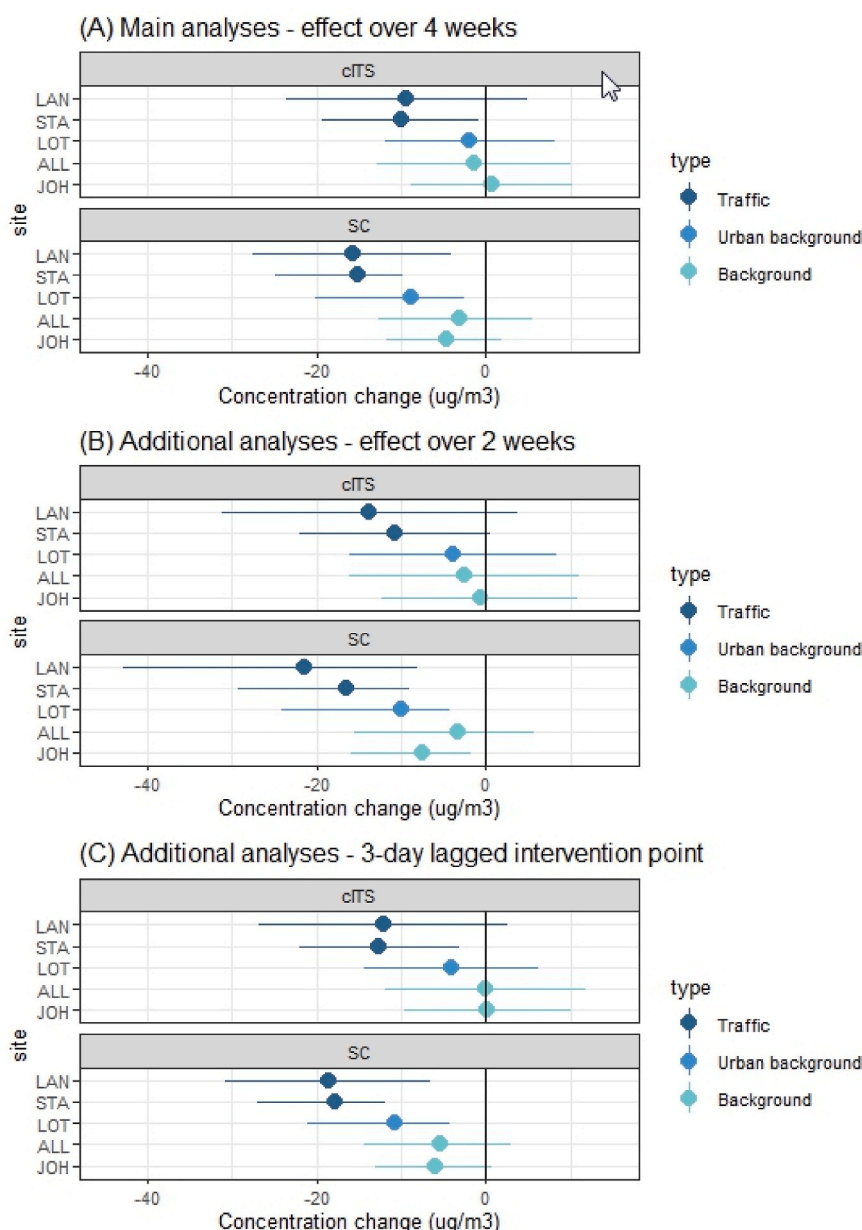 (A) Main analyses - effect over 4 weeks
cITS
LAN
STA
LOT
ALL
JOH
SC
LAN
STA
LOT
ALL
JOH
site
-40 -20 0
Concentration change (ug/m3)
type
Traffic
Urban background
Background
(B) Additional analyses - effect over 2 weeks
cITS
LAN
STA
LOT
ALL
JOH
SC
LAN
STA
LOT
ALL
JOH
site
-40 -20 0
Concentration change (ug/m3)
type
Traffic
Urban background
Background
(C) Additional analyses - 3-day lagged intervention point
cITS
LAN
STA
LOT
ALL
JOH
SC
LAN
STA
LOT
ALL
JOH
site
-40 -20 0
Concentration change (ug/m3)
type
Traffic
Urban background
Background